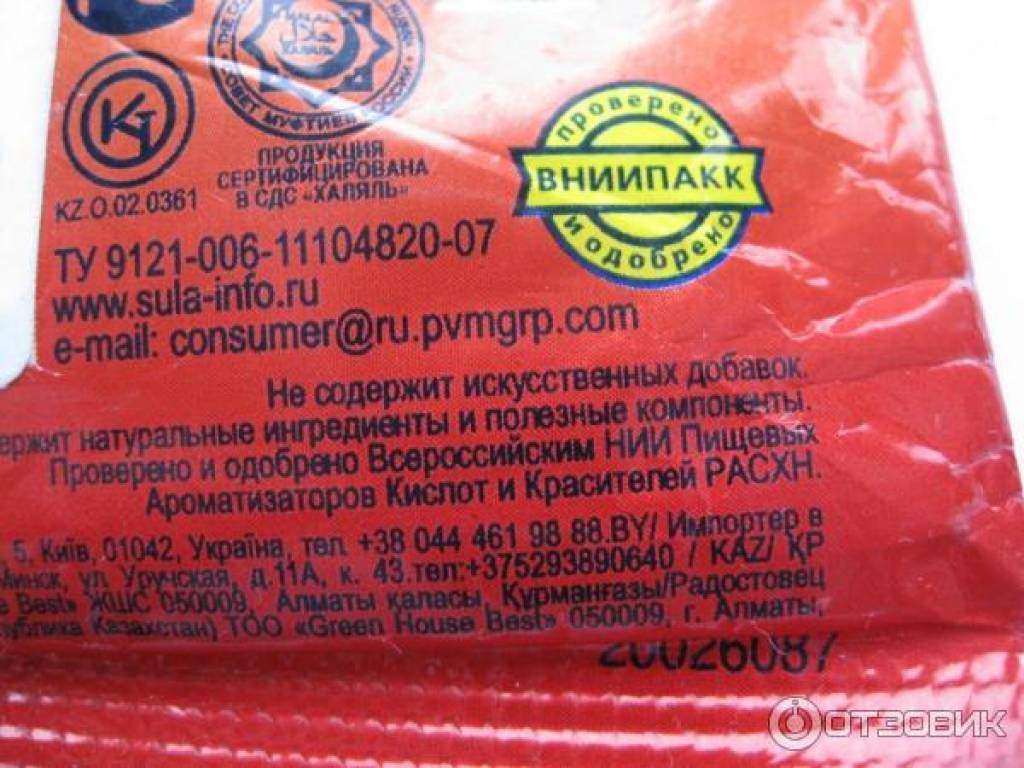 ХАЛЯЛЬ
СОВЕТ МУФТИЕВ РОССИИ
ПРОДУКЦИЯ
СЕРТИФИЦИРОВАНА
В СДС «ХАЛЯЛЬ»
KZ.O.02.0361
проверено
ВНИИПАКК
и одобрено
ТУ 9121-006-11104820-07
www.sula-info.ru
e-mail: consumer@ru.pvmgrp.com
Не содержит искусственных добавок.
натуральные ингредиенты и полезные компоненты.
Проверено и одобрено Всероссийским НИИ Пищевых
Ароматизаторов Кислот и Красителей РАСХН.
5, Київ, 01042, Україна, тел. +38 044 461 98 88.BY/ Импортер в
Минск, ул. Уручская, д.11А, к. 43.тел:+375293890640 / KAZ/ ҚР
Best» ЖШС 050009, Алматы қаласы, Құрманғазы/Радостовец
Казахстан) ТОО «Green House Best» 050009, г. Алматы,
20026087
ОТЗОВИК